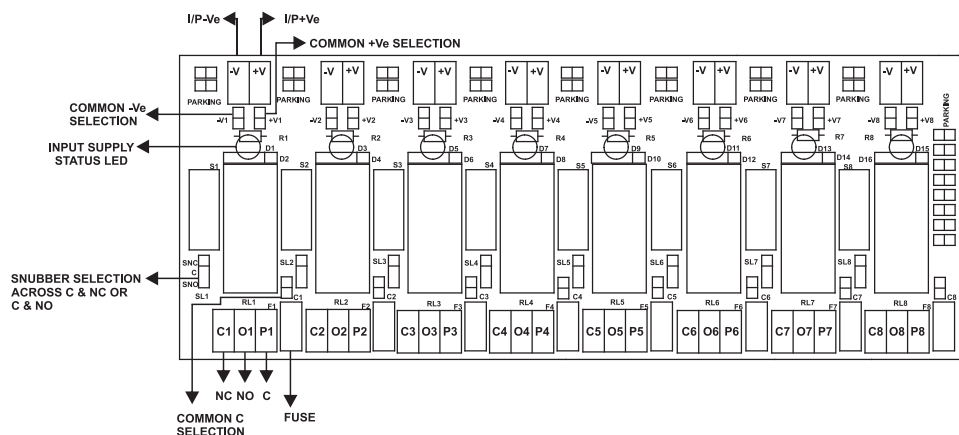 I/P-Ve I/P+Ve
COMMON +Ve SELECTION
-V +V -V +V -V +V -V +V -V +V -V +V -V +V -V +V
PARKING PARKING PARKING PARKING PARKING PARKING PARKING PARKING PARKING
COMMON -Ve
SELECTION
-V1 +V1 -V2 +V2 -V3 +V3 -V4 +V4 -V5 +V5 -V6 +V6 -V7 +V7 -V8 +V8
R1 R2 R3 R4 R5 R6 R7 R8
INPUT SUPPLY
STATUS LED
D1 D3 D5 D7 D9 D11 D13 D15
D2 D4 D6 D8 D10 D12 D14 D16
S1 S2 S3 S4 S5 S6 S7 S8
SNC SL2 SL3 SL4 SL5 SL6 SL7 SL8
C
SNO
SNUBBER SELECTION
ACROSS C & NC OR
C & NO
SL1 RL1 C1 RL2 C2 RL3 C3 RL4 C4 RL5 C5 RL6 C6 RL7 C7 RL8 C8
F1 F2 F3 F4 F5 F6 F7 F8
C1 O1 P1 C2 O2 P2 C3 O3 P3 C4 O4 P4 C5 O5 P5 C6 O6 P6 C7 O7 P7 C8 O8 P8
NC NO C
COMMON C
SELECTION
FUSE